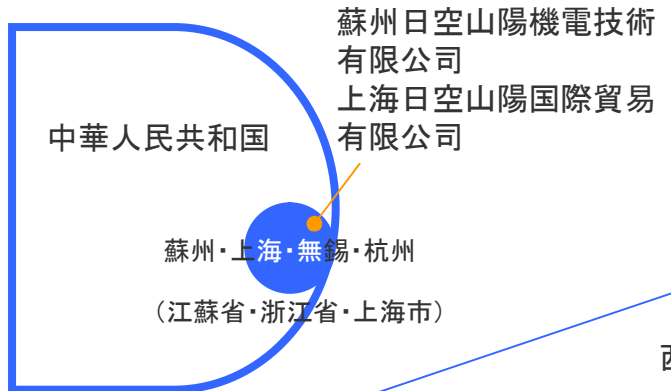 蘇州日空山陽機電技術
有限公司
上海日空山陽国際貿易
有限公司
中華人民共和国
蘇州・上海・無錫・杭州
（江蘇省・浙江省・上海市）